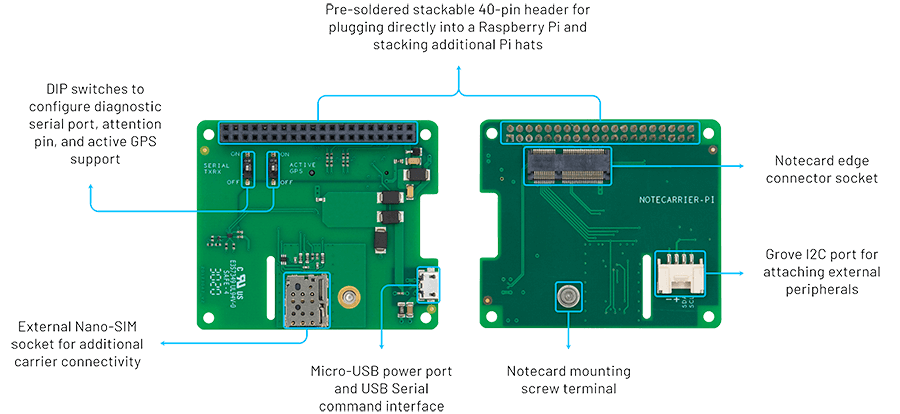 Pre-soldered stackable 40-pin header for
plugging directly into a Raspberry Pi and
stacking additional Pi hats
DIP switches to
configure diagnostic
serial port, attention
pin, and active GPS
support
ON
ON
SERIAL
TXRX
ACTIVE
GPS
OFF
OFF
Notecard edge
connector socket
NOTECARRIER-PI
Grove I2C port for
attaching external
peripherals
- +
External Nano-SIM
socket for additional
carrier connectivity
Micro-USB power port
and USB Serial
command interface
Notecard mounting
screw terminal